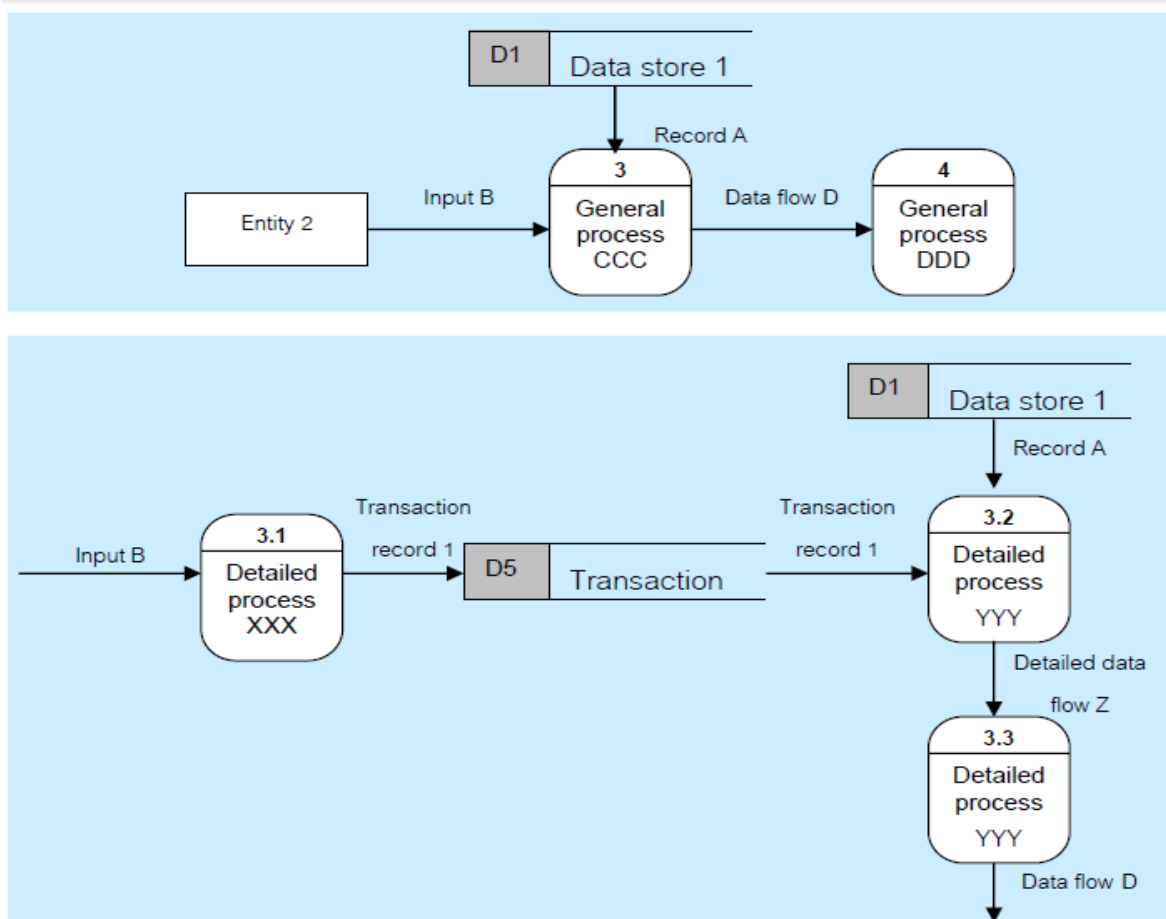 D1
Data store 1
Record A
3
4
Entity 2
Input B
General
process
CCC
Data flow D
General
process
DDD
D1
Data store 1
Record A
Input B
3.1
Detailed
process
XXX
Transaction
record 1
D5
Transaction
Transaction
record 1
3.2
Detailed
process
YYY
Detailed data
flow Z
3.3
Detailed
process
YYY
Data flow D